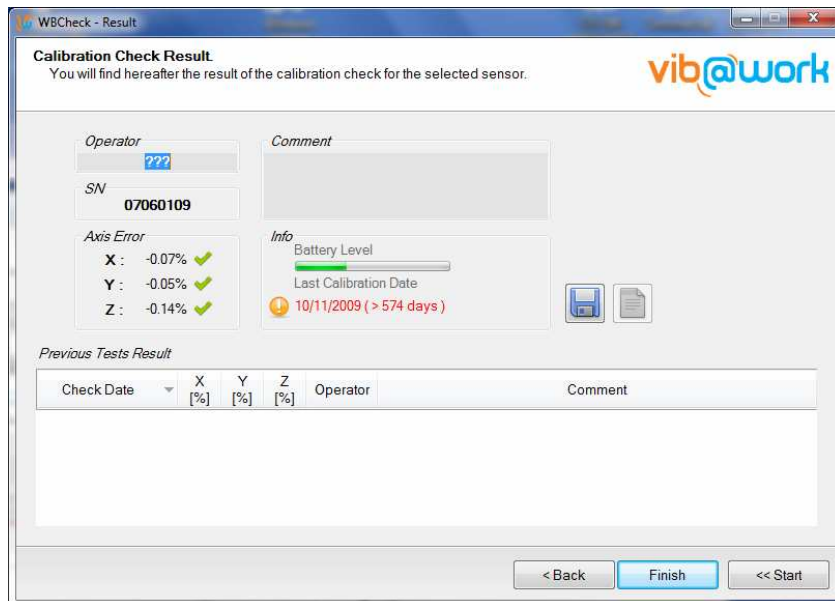 WBCheck - Result
Calibration Check Result.
You will find hereafter the result of the calibration check for the selected sensor.
vib@work
Operator
???
Comment
SN
07060109
Axis Error
X : -0.07%
Y : -0.05%
Z : -0.14%
Info
Battery Level
Last Calibration Date
10/11/2009 ( > 574 days )
Previous Tests Result
Check Date X [%] Y [%] Z [%] Operator Comment
< Back Finish << Start